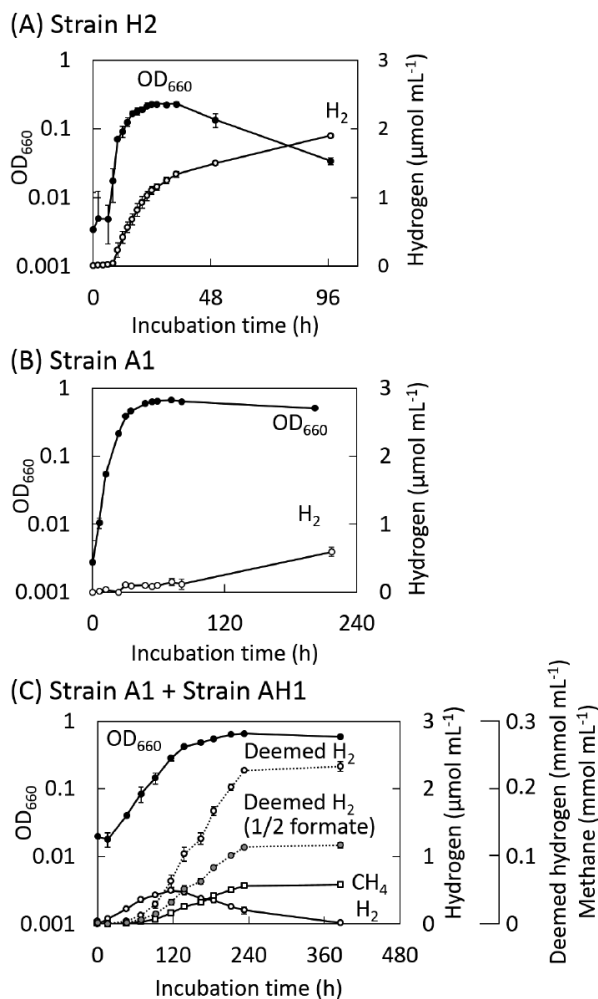 (A) Strain H2
1
0.1
0.01
0.001
OD660
OD660
H2
3
2
1
0
Hydrogen (µmol mL-1)
0
48
96
Incubation time (h)
(B) Strain A1
1
0.1
0.01
0.001
OD660
OD660
H2
3
2
1
0
Hydrogen (µmol mL-1)
0
120
240
Incubation time (h)
(C) Strain A1 + Strain AH1
1
0.1
0.01
0.001
OD660
OD660
Deemed H2
Deemed H2
(1/2 formate)
CH4
H2
3
2
1
0
Hydrogen (µmol mL-1)
0.3
0.2
0.1
0
Deemed hydrogen (mmol mL-1)
Methane (mmol mL-1)
0
120
240
360
480
Incubation time (h)